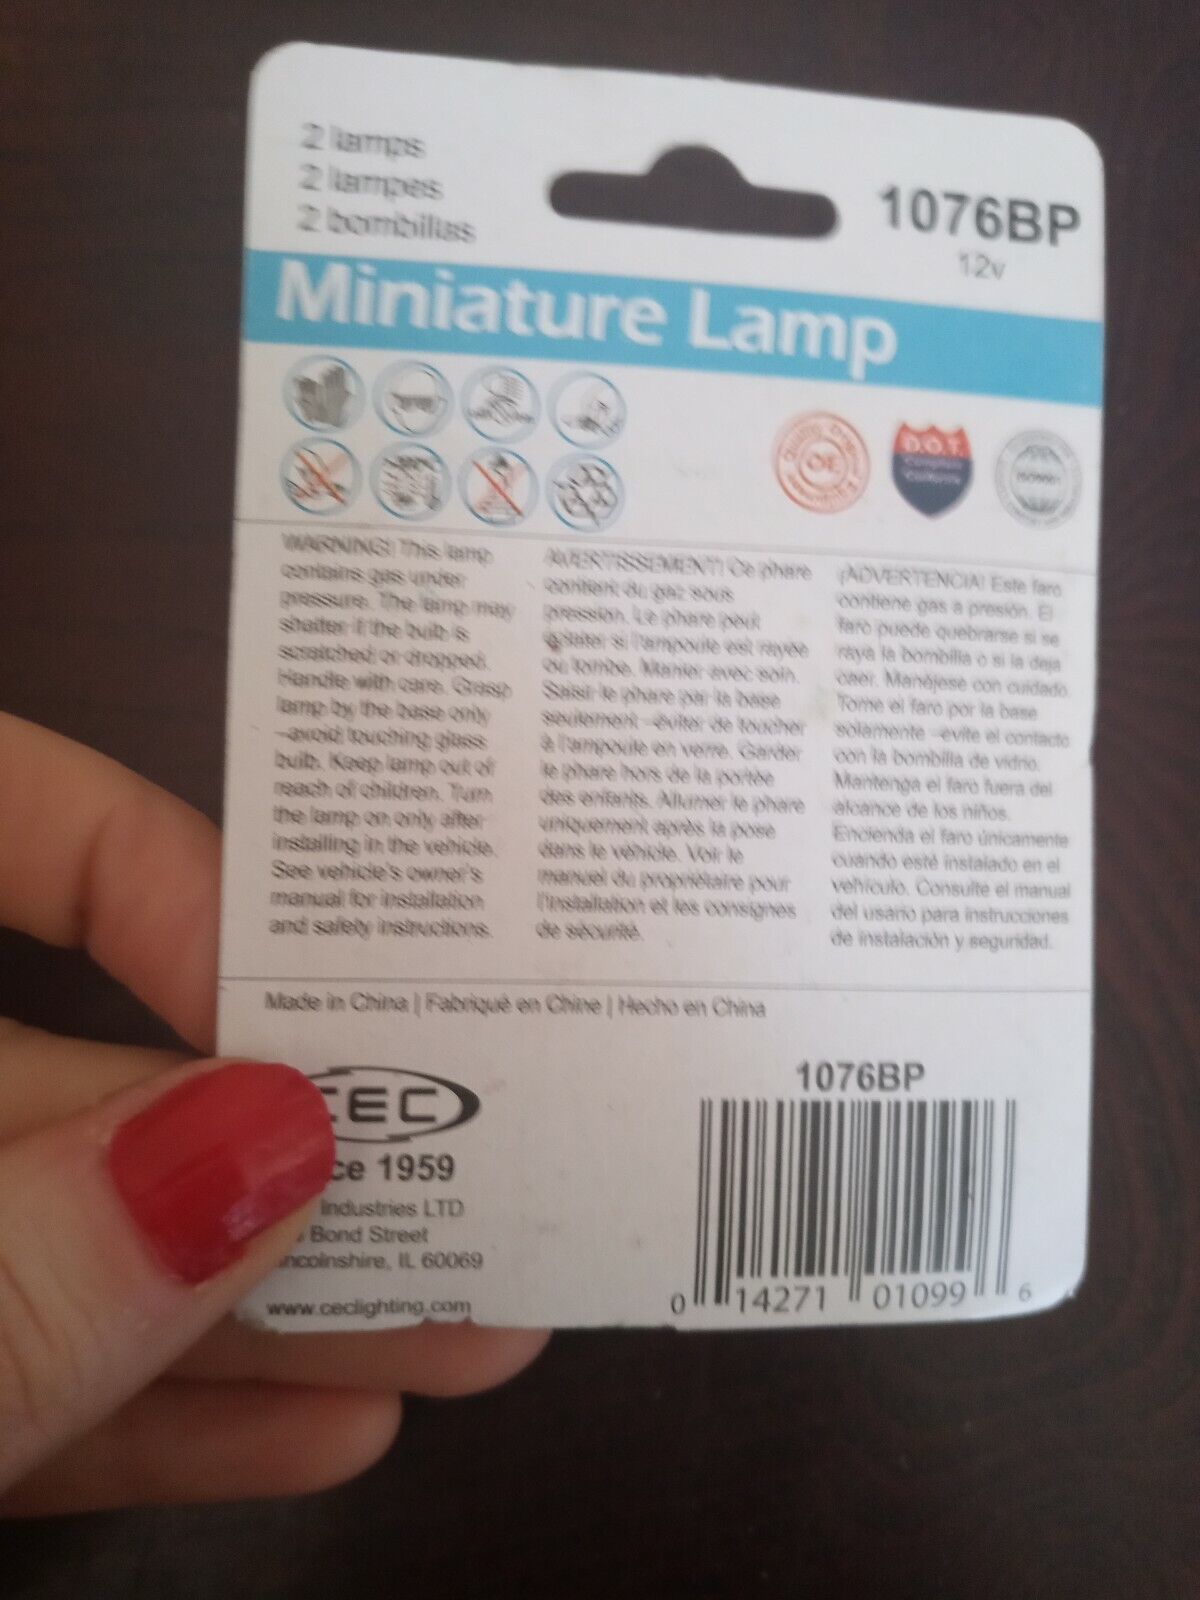 2 lamps
2 lampes
2 bombillas
1076BP
12v
Miniature Lamp
OE
D.O.T.
Compliant
ISO9001
WARNING! This lamp
contains gas under
pressure. The lamp may
shatter if the bulb is
scratched or dropped.
Handle with care. Grasp
lamp by the base only
–avoid touching glass
bulb. Keep lamp out of
reach of children. Turn
the lamp on only after
installing in the vehicle.
See vehicle's owner's
manual for installation
and safety instructions.
AVERTISSEMENT! Ce phare
contient du gaz sous
pression. Le phare peut
éclater si l'ampoule est rayée
ou tombe. Manier avec soin.
Saisir le phare par la base
seulement –éviter de toucher
à l'ampoule en verre. Garder
le phare hors de la portée
des enfants. Allumer le phare
uniquement après la pose
dans le véhicule. Voir le
manuel du propriétaire pour
l'installation et les consignes
de sécurité.
¡ADVERTENCIA! Este faro
contiene gas a presión. El
faro puede quebrarse si se
raya la bombilla o si la deja
caer. Manéjese con cuidado.
Tome el faro por la base
solamente –evite el contacto
con la bombilla de vidrio.
Mantenga el faro fuera del
alcance de los niños.
Encienda el faro únicamente
cuando esté instalado en el
vehículo. Consulte el manual
del usario para instrucciones
de instalación y seguridad.
Made in China | Fabriqué en Chine | Hecho en China
CEC
ce 1959
Industries LTD
Bond Street
ncolnshire, IL 60069
www.ceclighting.com
1076BP
0 14271 01099 6